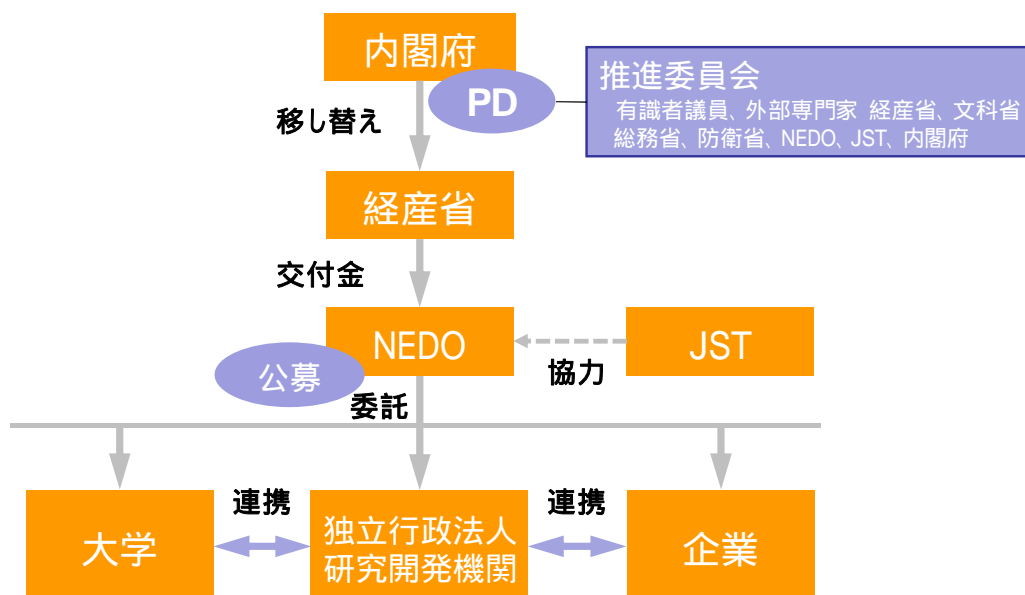 内閣府
PD
推進委員会
有識者議員、外部専門家 経産省、文科省
総務省、防衛省、NEDO、JST、内閣府
移し替え
経産省
交付金
NEDO
JST
協力
公募
委託
大学
連携
独立行政法人
研究開発機関
連携
企業